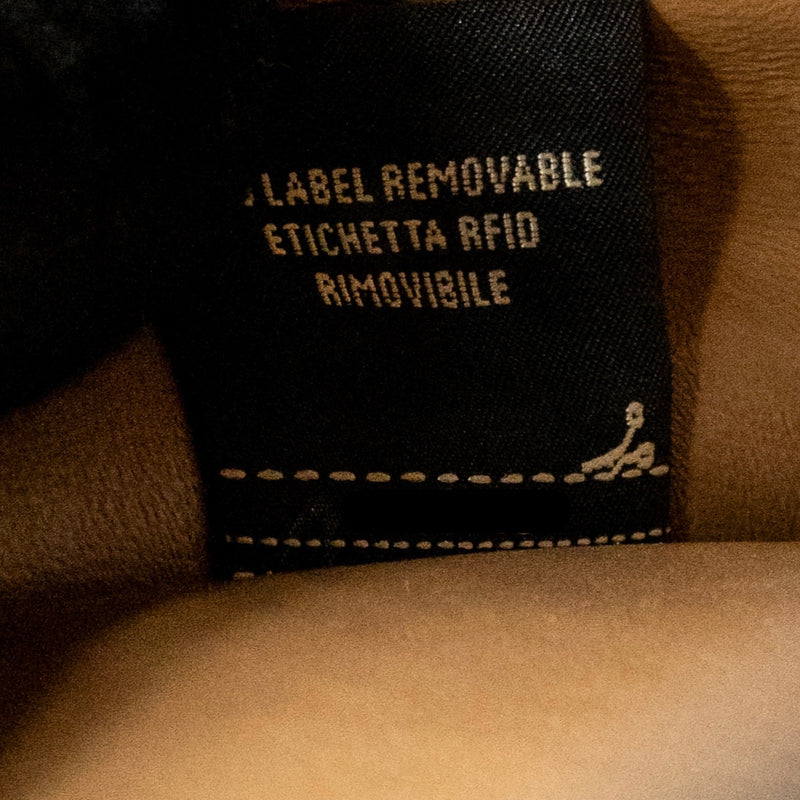 LABEL REMOVABLE
ETICHETTA RFID
RIMOVIBILE